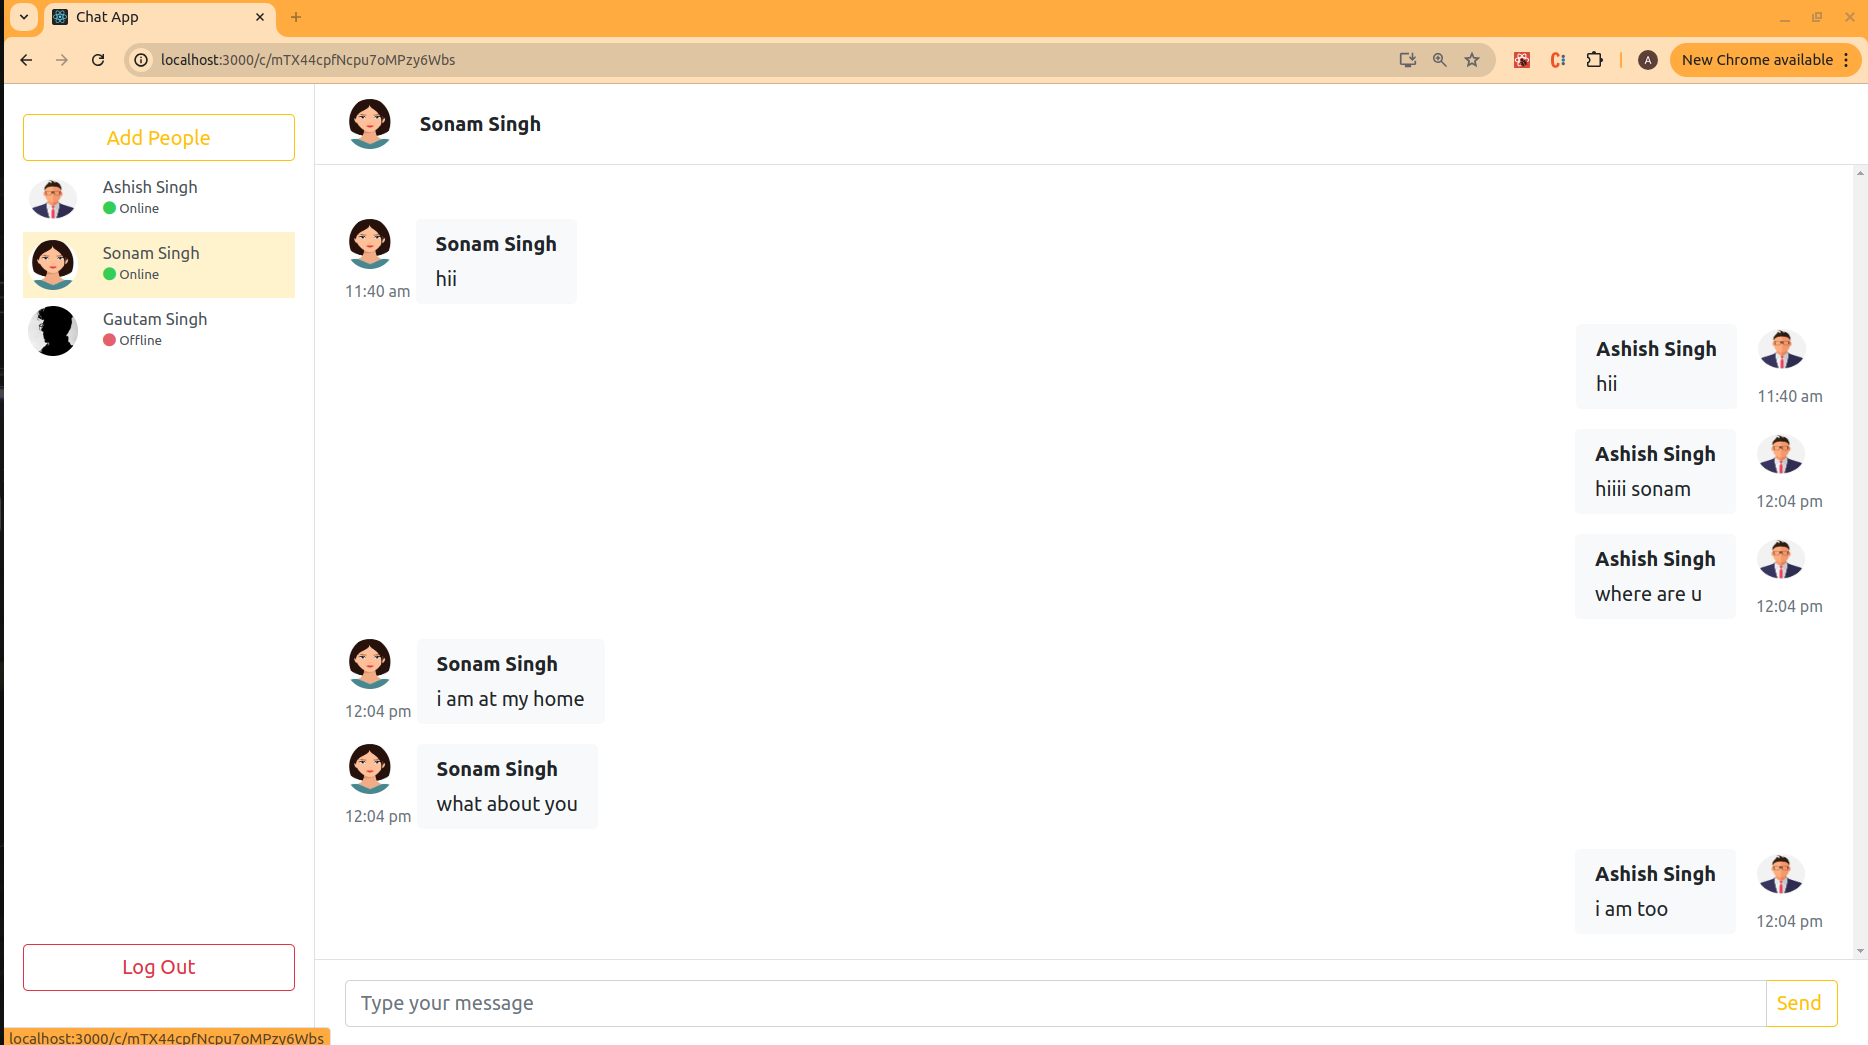 Chat App
localhost:3000/c/mTX44cpfNcpu7oMPzy6Wbs
A
New Chrome available
Add People
Ashish Singh
Online
Sonam Singh
Online
Gautam Singh
Offline
Log Out
Sonam Singh
Sonam Singh
hii
11:40 am
Ashish Singh
hii
11:40 am
Ashish Singh
hiiii sonam
12:04 pm
Ashish Singh
where are u
12:04 pm
Sonam Singh
i am at my home
12:04 pm
Sonam Singh
what about you
12:04 pm
Ashish Singh
i am too
12:04 pm
Type your message
Send
localhost:3000/c/mTX44cpfNcpu7oMPzy6Wbs